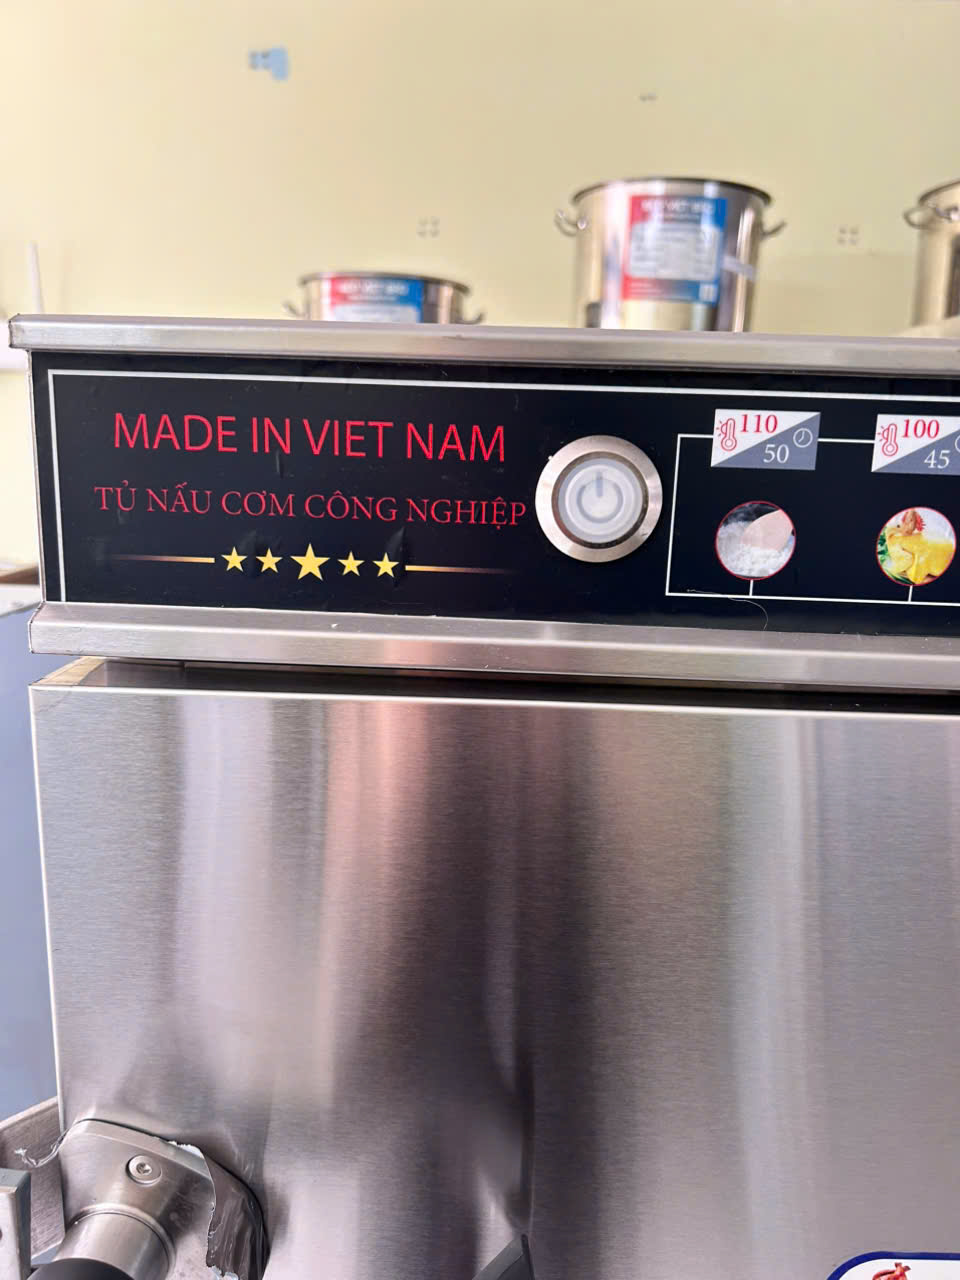 MADE IN VIET NAM
TỦ NẤU CƠM CÔNG NGHIỆP
110
50
100
45